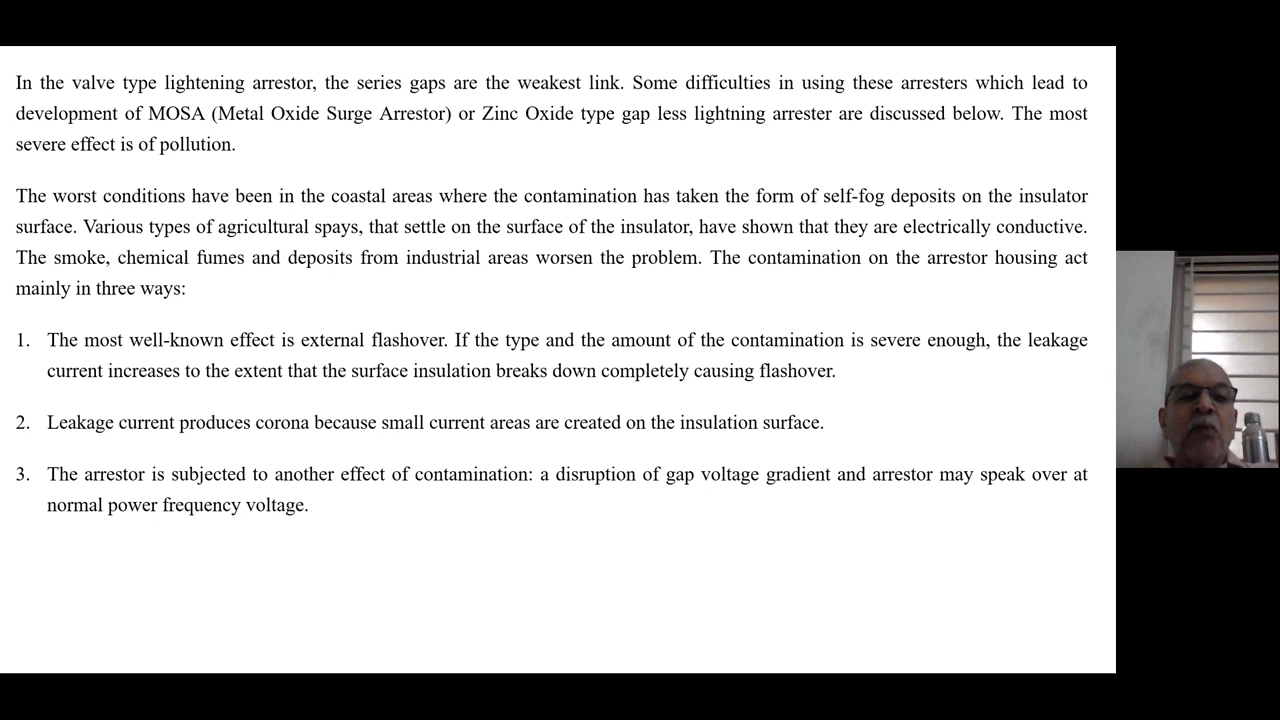 In the valve type lightening arrestor, the series gaps are the weakest link. Some difficulties in using these arresters which lead to
development of MOSA (Metal Oxide Surge Arrestor) or Zinc Oxide type gap less lightning arrester are discussed below. The most
severe effect is of pollution.
The worst conditions have been in the coastal areas where the contamination has taken the form of self-fog deposits on the insulator
surface. Various types of agricultural spays, that settle on the surface of the insulator, have shown that they are electrically conductive.
The smoke, chemical fumes and deposits from industrial areas worsen the problem. The contamination on the arrestor housing act
mainly in three ways:
1. The most well-known effect is external flashover. If the type and the amount of the contamination is severe enough, the leakage
current increases to the extent that the surface insulation breaks down completely causing flashover.
2. Leakage current produces corona because small current areas are created on the insulation surface.
3. The arrestor is subjected to another effect of contamination: a disruption of gap voltage gradient and arrestor may speak over at
normal power frequency voltage.